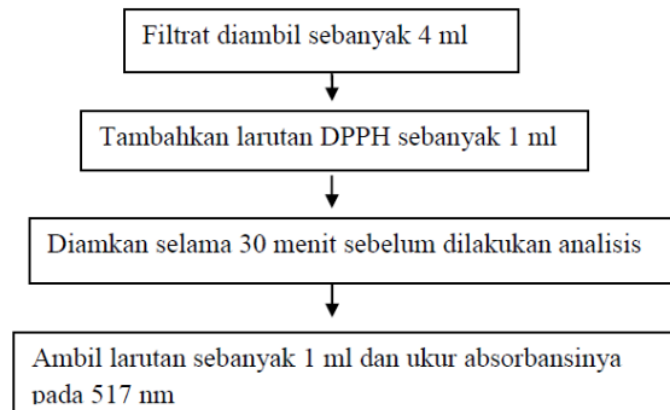 Filtrat diambil sebanyak 4 ml
Tambahkan larutan DPPH sebanyak 1 ml
Diamkan selama 30 menit sebelum dilakukan analisis
Ambil larutan sebanyak 1 ml dan ukur absorbansinya
pada 517 nm